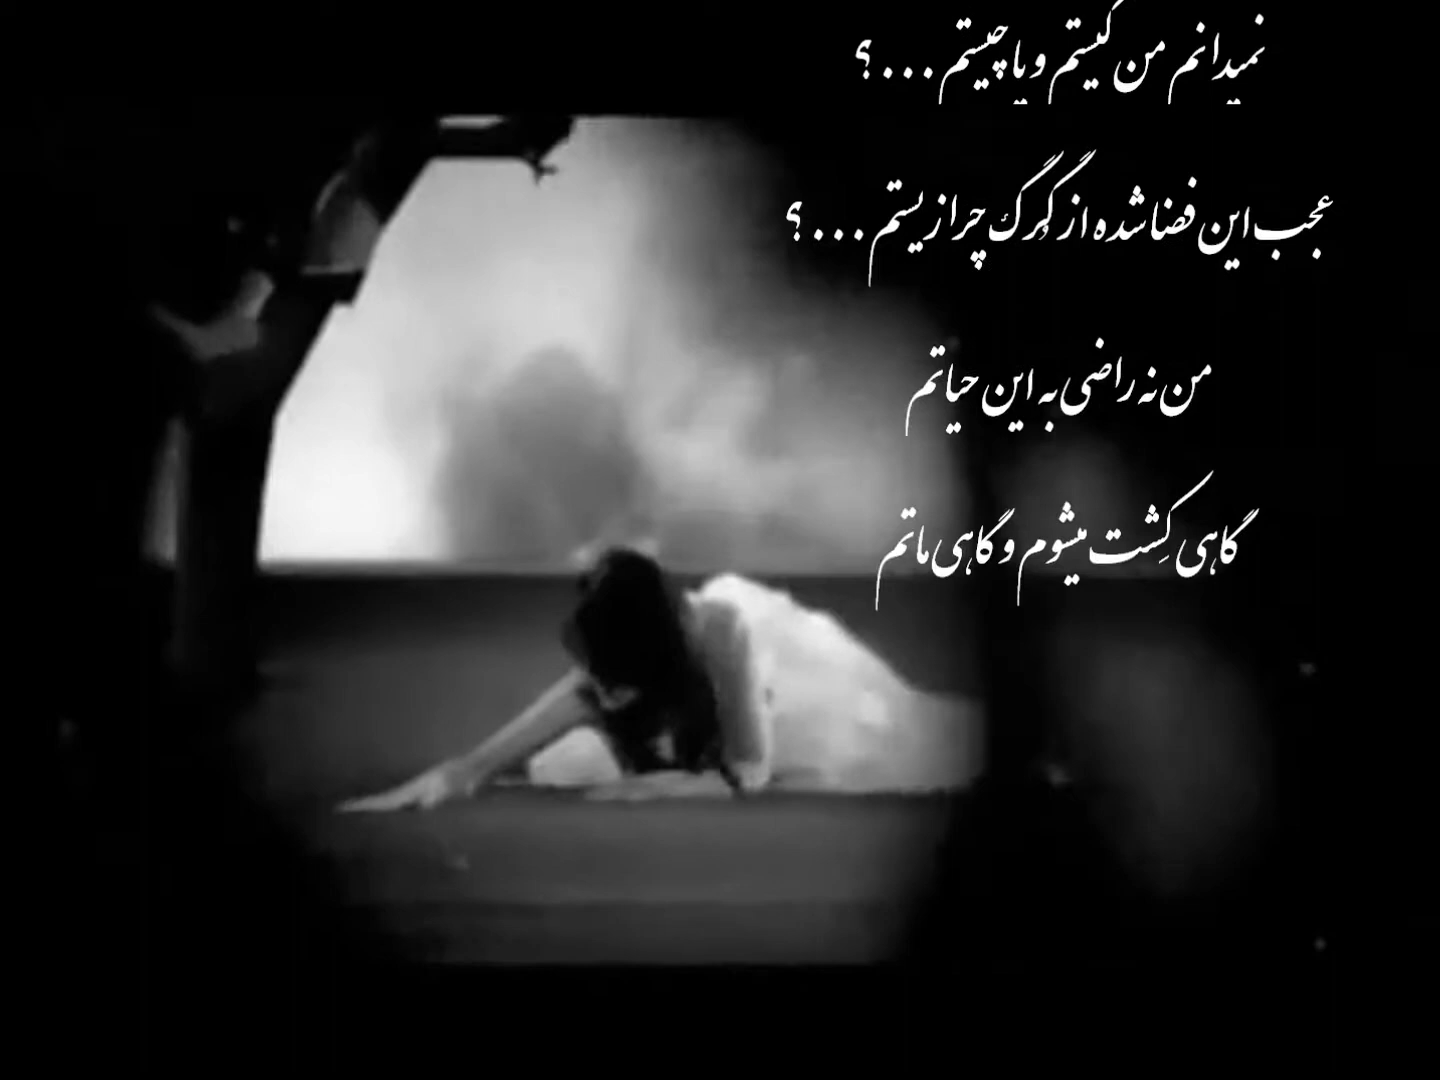 نمیدانم من کیستم و یا چیستم ...؟
عجب این فضا شده از گرگ چرا زیستم ...؟
من نه راضی به این حیاتم
گاهی کِشت میشوم و گاهی ماتم